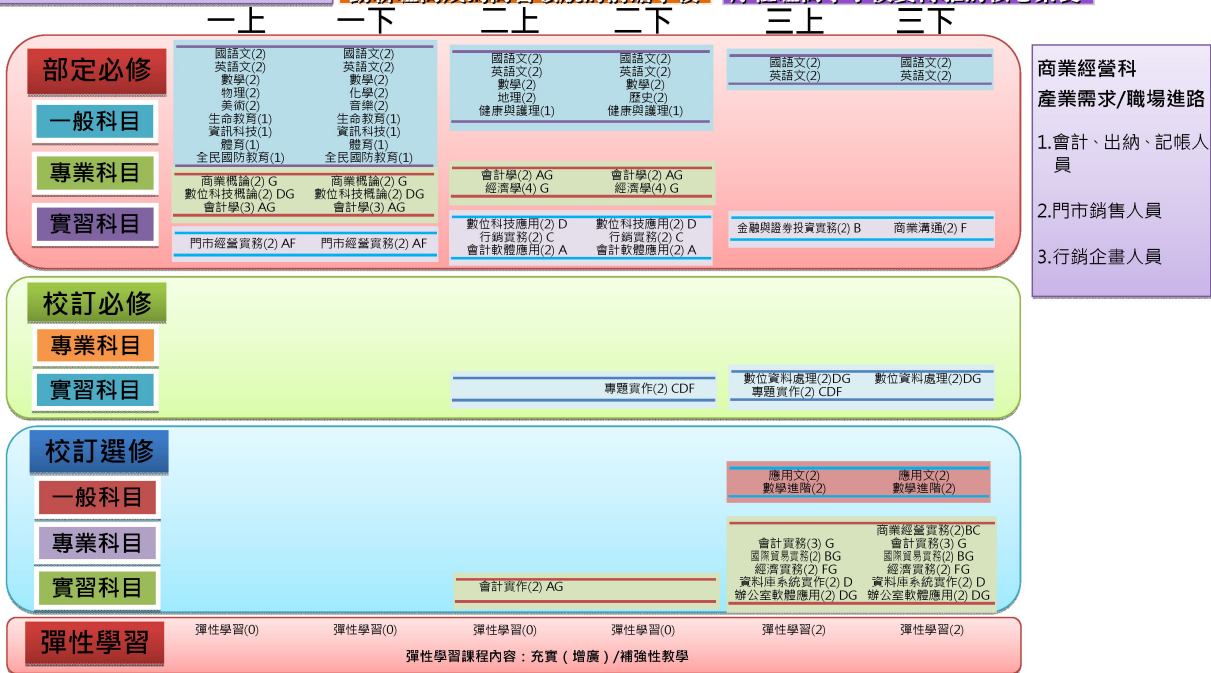 一上
一下
二上
二下
三上
三下
部定必修
一般科目
專業科目
實習科目
國語文(2)
英語文(2)
數學(2)
物理(2)
美術(2)
生命教育(1)
資訊科技(1)
體育(1)
全民國防教育(1)
國語文(2)
英語文(2)
數學(2)
化學(2)
音樂(2)
生命教育(1)
資訊科技(1)
體育(1)
全民國防教育(1)
國語文(2)
英語文(2)
數學(2)
地理(2)
健康與護理(1)
國語文(2)
英語文(2)
數學(2)
歷史(2)
健康與護理(1)
國語文(2)
英語文(2)
國語文(2)
英語文(2)
商業概論(2) G
數位科技概論(2) DG
會計學(3) AG
商業概論(2) G
數位科技概論(2) DG
會計學(3) AG
會計學(2) AG
經濟學(4) G
會計學(2) AG
經濟學(4) G
門市經營實務(2) AF
門市經營實務(2) AF
數位科技應用(2) D
行銷實務(2) C
會計軟體應用(2) A
數位科技應用(2) D
行銷實務(2) C
會計軟體應用(2) A
金融與證券投資實務(2) B
商業溝通(2) F
商業經營科
產業需求/職場進路
1.會計、出納、記帳人
員
2.門市銷售人員
3.行銷企畫人員
校訂必修
專業科目
實習科目
專題實作(2) CDF
數位資料處理(2)DG
專題實作(2) CDF
數位資料處理(2)DG
校訂選修
一般科目
專業科目
實習科目
應用文(2)
數學進階(2)
應用文(2)
數學進階(2)
會計實作(2) AG
會計實務(3) G
國際貿易實務(2) BG
經濟實務(2) FG
資料庫系統實作(2) D
辦公室軟體應用(2) DG
商業經營實務(2)BC
會計實務(3) G
國際貿易實務(2) BG
經濟實務(2) FG
資料庫系統實作(2) D
辦公室軟體應用(2) DG
彈性學習
彈性學習(0)
彈性學習(0)
彈性學習(0)
彈性學習(0)
彈性學習(2)
彈性學習(2)
彈性學習課程內容：充實（增廣）/補強性教學